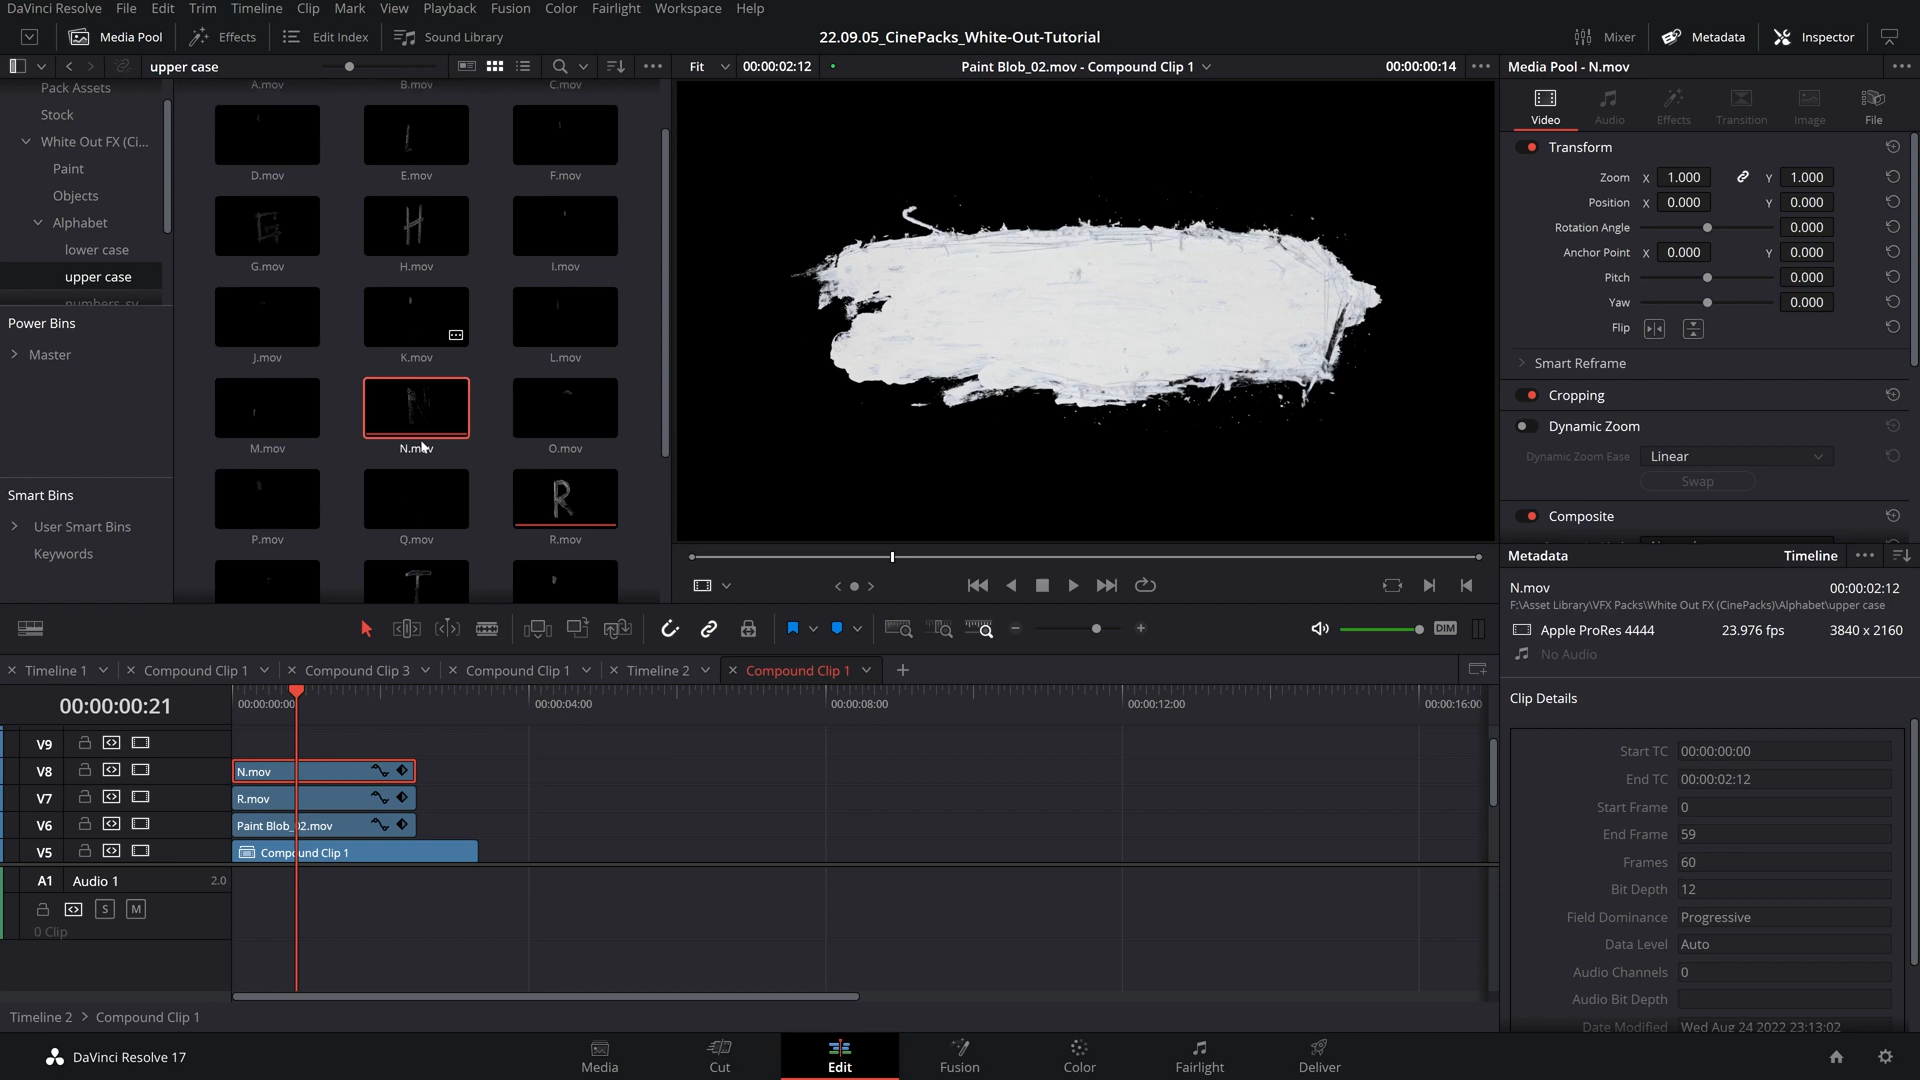 DaVinci Resolve File Edit Trim Timeline Clip Mark View Playback Fusion Color Fairlight Workspace Help
Media Pool Effects Edit Index Sound Library 22.09.05_CinePacks_White-Out-Tutorial Mixer Metadata Inspector
upper case Fit 00:00:02:12 Paint Blob_02.mov - Compound Clip 1 00:00:00:14 Media Pool - N.mov
Pack Assets
Stock
White Out FX (Ci...
Paint
Objects
Alphabet
lower case
upper case
Power Bins
Master
Smart Bins
User Smart Bins
Keywords
A.mov B.mov C.mov
D.mov E.mov F.mov
G.mov H.mov I.mov
J.mov K.mov L.mov
M.mov N.mov O.mov
P.mov Q.mov R.mov
Video Audio Effects Transition Image File
Transform
Zoom X 1.000 Y 1.000
Position X 0.000 Y 0.000
Rotation Angle 0.000
Anchor Point X 0.000 Y 0.000
Pitch 0.000
Yaw 0.000
Flip
Smart Reframe
Cropping
Dynamic Zoom
Dynamic Zoom Ease Linear
Swap
Composite
Metadata Timeline
N.mov 00:00:02:12
F:\Asset Library\VFX Packs\White Out FX (CinePacks)\Alphabet\upper case
Apple ProRes 4444 23.976 fps 3840 x 2160
No Audio
Clip Details
Start TC 00:00:00:00
End TC 00:00:02:12
Start Frame 0
End Frame 59
Frames 60
Bit Depth 12
Field Dominance Progressive
Data Level Auto
Audio Channels 0
Audio Bit Depth
Date Modified Wed Aug 24 2022 23:13:02
DIM
Timeline 1 Compound Clip 1 Compound Clip 3 Compound Clip 1 Timeline 2 Compound Clip 1
00:00:00:21 00:00:00:00 00:00:04:00 00:00:08:00 00:00:12:00 00:00:16:00
V9
V8 N.mov
V7 R.mov
V6 Paint Blob_02.mov
V5 Compound Clip 1
A1 Audio 1 2.0
S M
0 Clip
Timeline 2 > Compound Clip 1
DaVinci Resolve 17 Media Cut Edit Fusion Color Fairlight Deliver